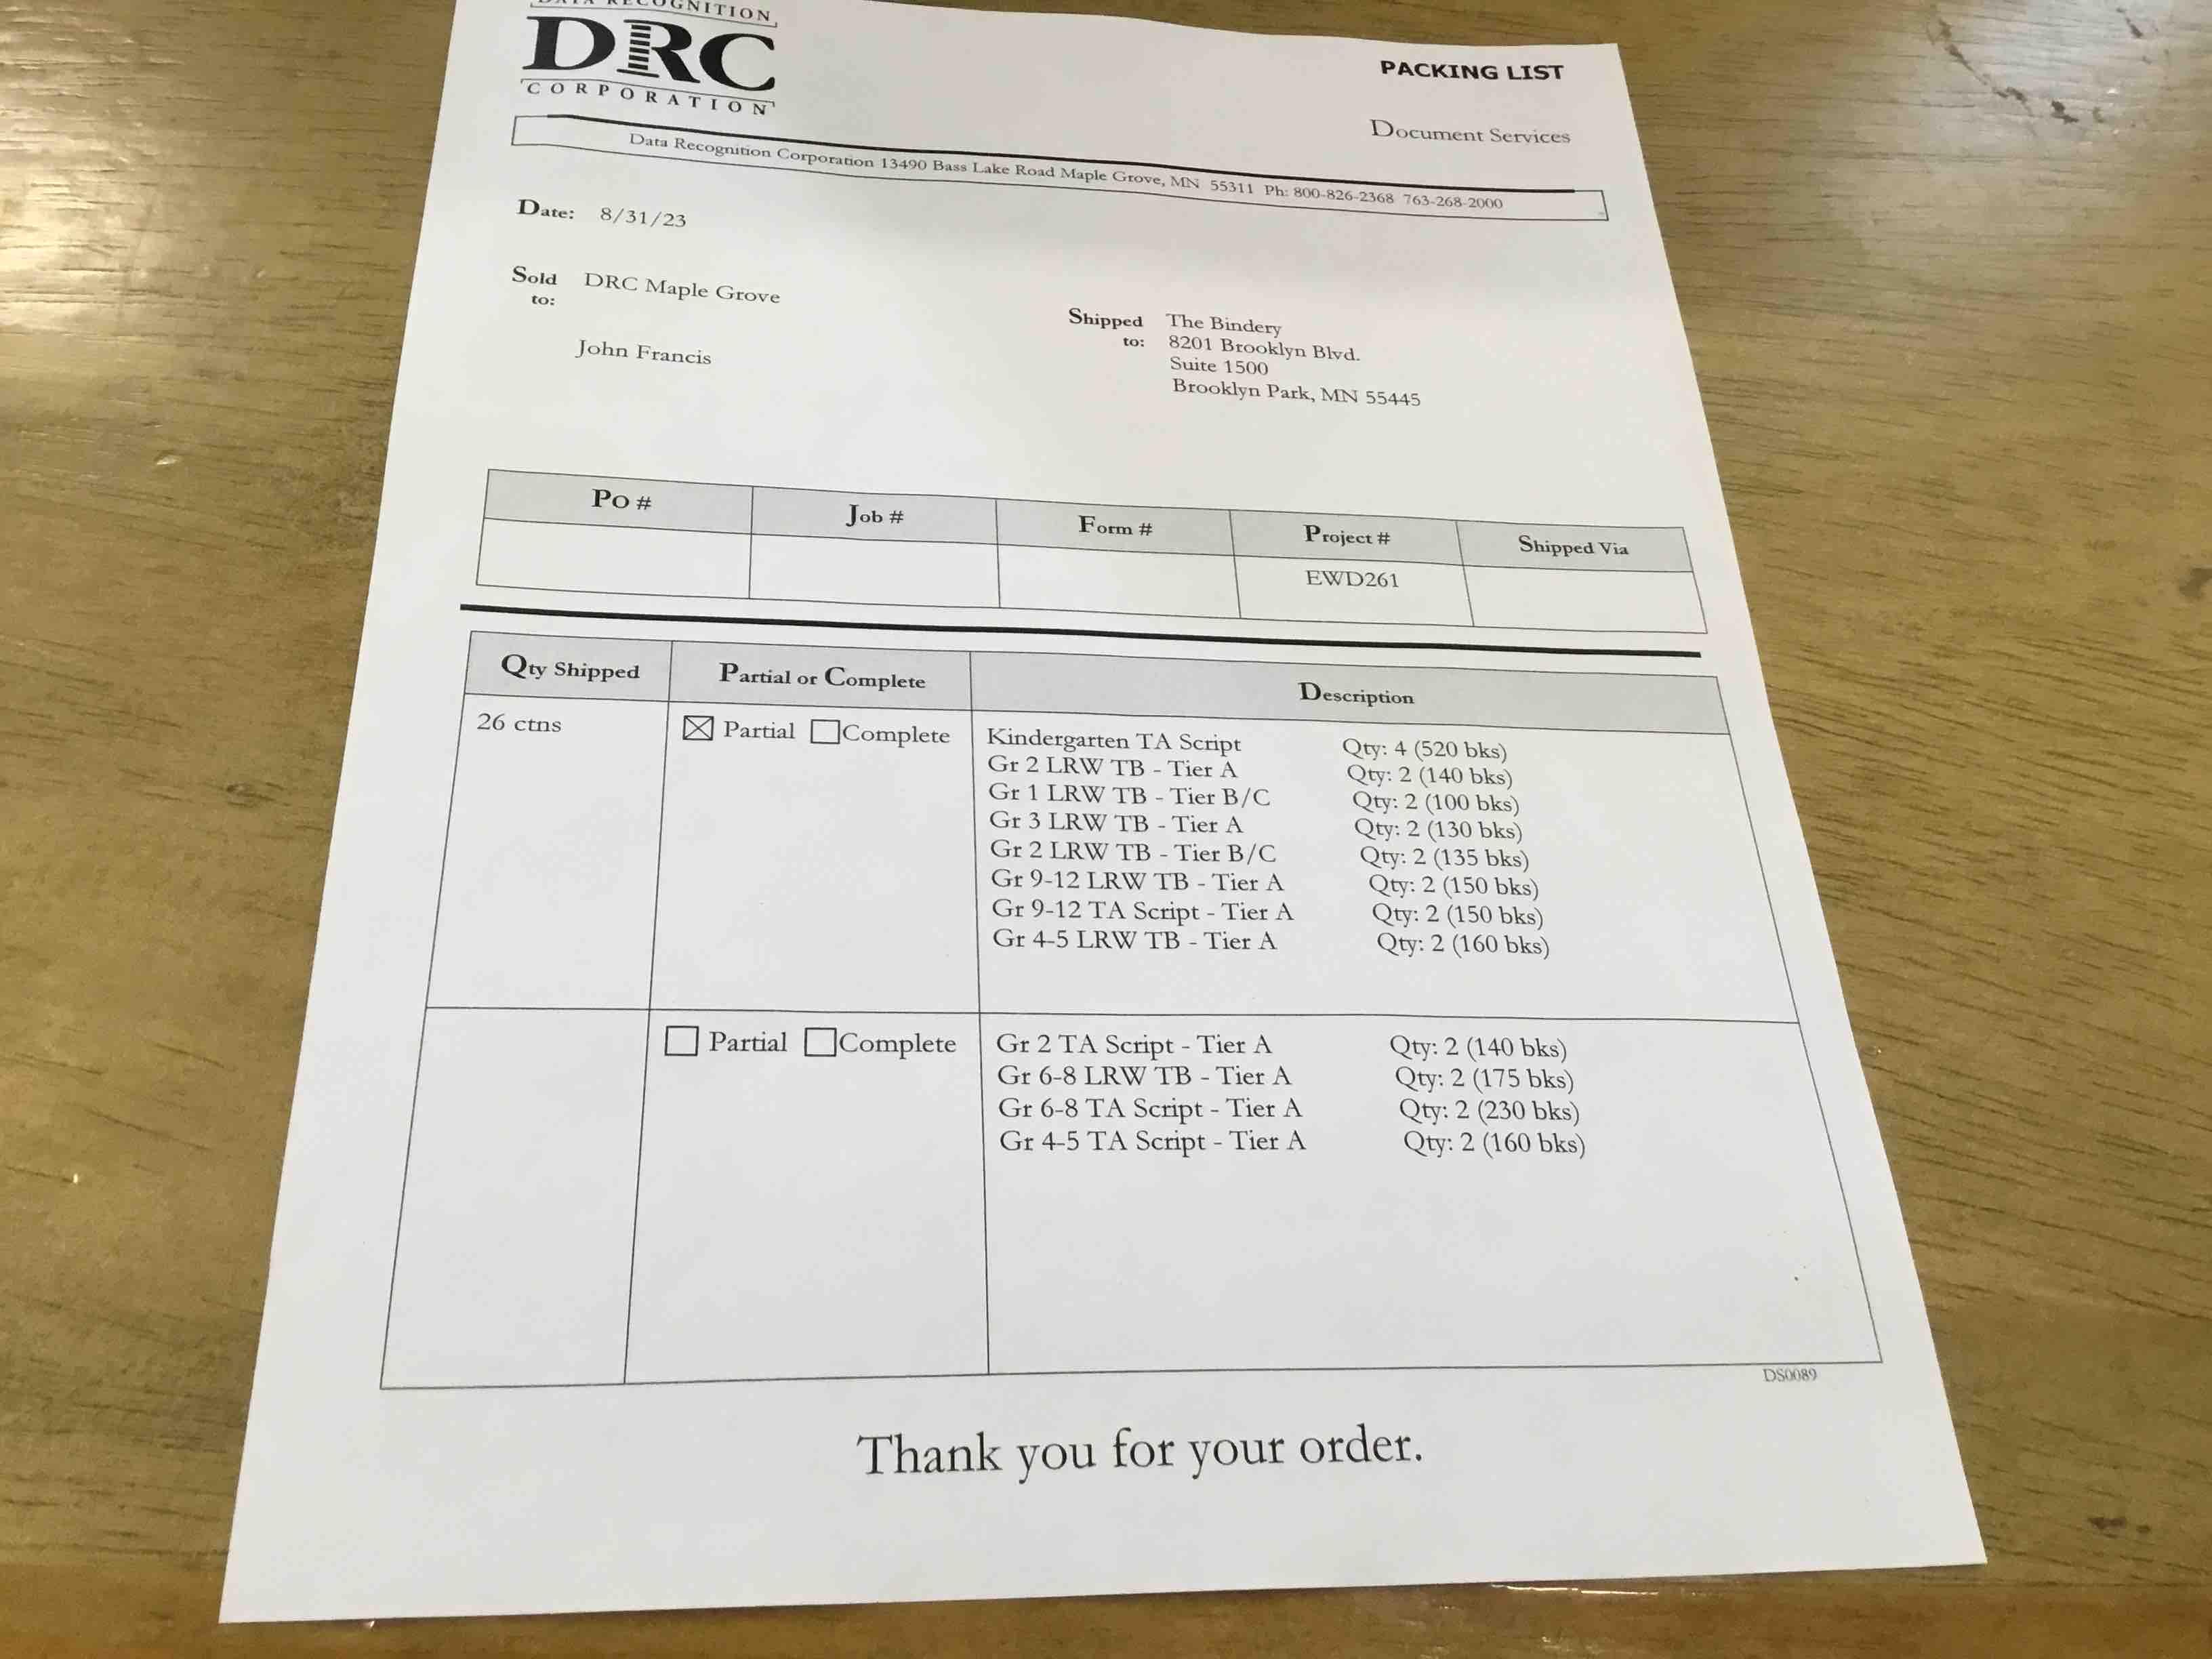 DATA RECOGNITION
DRC
CORPORATION
PACKING LIST
Document Services
Data Recognition Corporation 13490 Bass Lake Road Maple Grove, MN 55311 Ph: 800-826-2368 763-268-2000
Date: 8/31/23
Sold to: DRC Maple Grove
John Francis
Shipped to: The Bindery
8201 Brooklyn Blvd.
Suite 1500
Brooklyn Park, MN 55445
Po # Job # Form # Project # Shipped Via
EWD261
Qty Shipped Partial or Complete Description
26 ctns ☒ Partial ☐ Complete Kindergarten TA Script Qty: 4 (520 bks)
Gr 2 LRW TB - Tier A Qty: 2 (140 bks)
Gr 1 LRW TB - Tier B/C Qty: 2 (100 bks)
Gr 3 LRW TB - Tier A Qty: 2 (130 bks)
Gr 2 LRW TB - Tier B/C Qty: 2 (135 bks)
Gr 9-12 LRW TB - Tier A Qty: 2 (150 bks)
Gr 9-12 TA Script - Tier A Qty: 2 (150 bks)
Gr 4-5 LRW TB - Tier A Qty: 2 (160 bks)
☐ Partial ☐ Complete Gr 2 TA Script - Tier A Qty: 2 (140 bks)
Gr 6-8 LRW TB - Tier A Qty: 2 (175 bks)
Gr 6-8 TA Script - Tier A Qty: 2 (230 bks)
Gr 4-5 TA Script - Tier A Qty: 2 (160 bks)
DS0089
Thank you for your order.